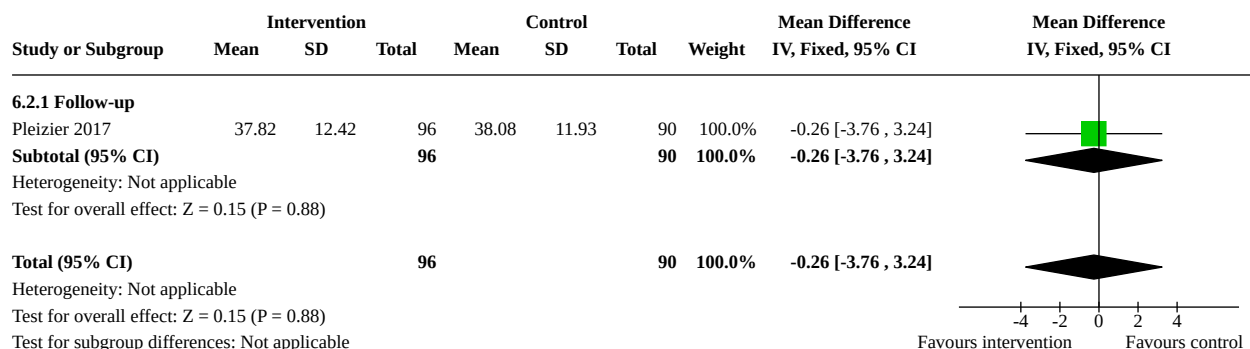 Intervention Control Mean Difference Mean Difference
Study or Subgroup Mean SD Total Mean SD Total Weight IV, Fixed, 95% CI IV, Fixed, 95% CI
6.2.1 Follow-up
Pleizier 2017 37.82 12.42 96 38.08 11.93 90 100.0% -0.26 [-3.76 , 3.24]
Subtotal (95% CI) 96 90 100.0% -0.26 [-3.76 , 3.24]
Heterogeneity: Not applicable
Test for overall effect: Z = 0.15 (P = 0.88)
Total (95% CI) 96 90 100.0% -0.26 [-3.76 , 3.24]
Heterogeneity: Not applicable
Test for overall effect: Z = 0.15 (P = 0.88)
-4 -2 0 2 4
Test for subgroup differences: Not applicable Favours intervention Favours control